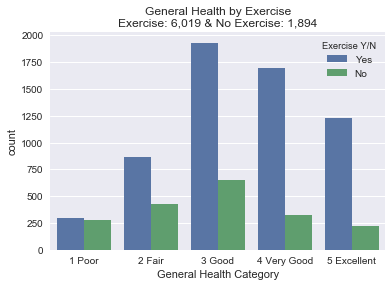 General Health by Exercise
Exercise: 6,019 & No Exercise: 1,894
2000
1750
1500
1250
1000
750
500
250
0
count
Exercise Y/N
Yes
No
1 Poor
2 Fair
3 Good
4 Very Good
5 Excellent
General Health Category